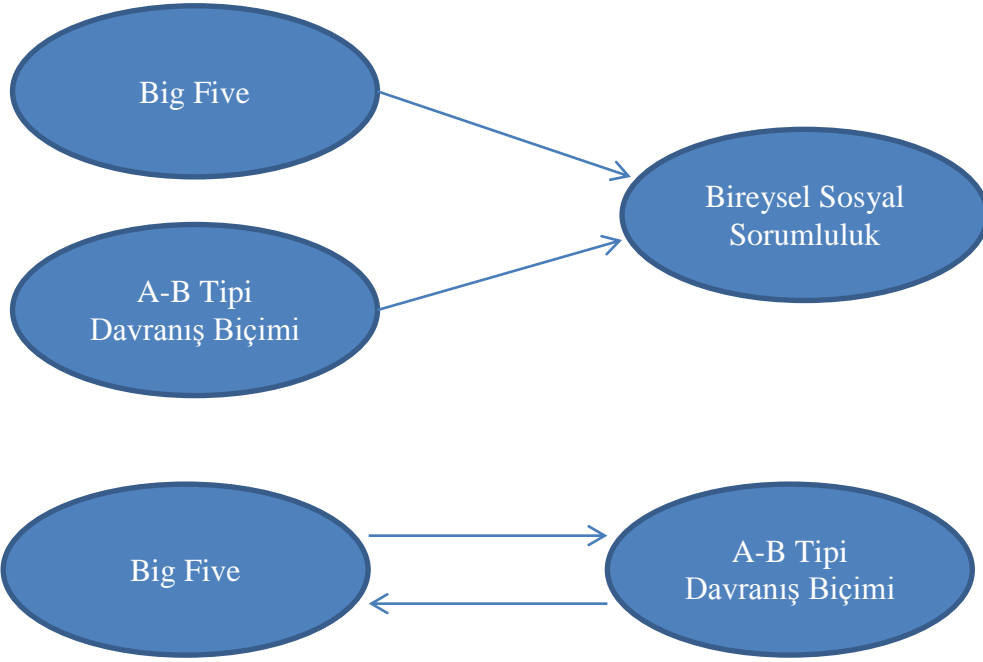 Big Five
Bireysel Sosyal
Sorumluluk
A-B Tipi
Davranış Biçimi
Big Five
A-B Tipi
Davranış Biçimi